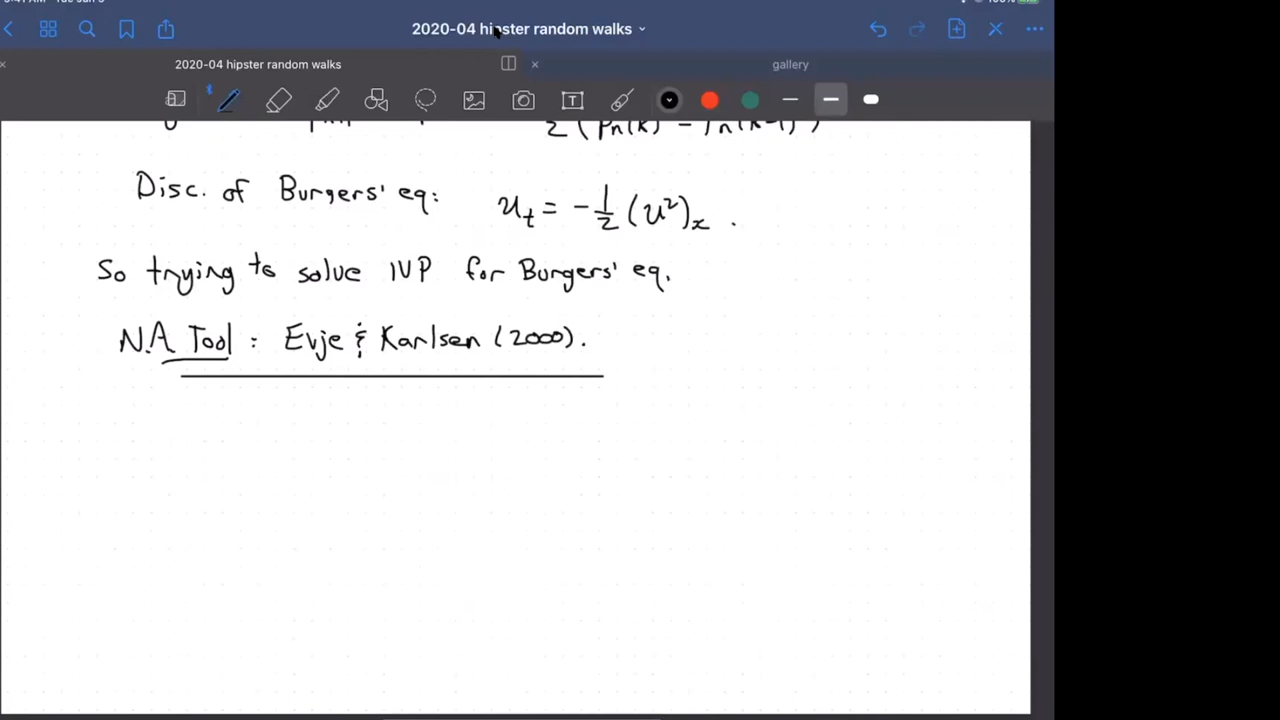 2020-04 hipster random walks
2020-04 hipster random walks
gallery
T
Disc. of Burgers' eq: u_t = -1/2 (u²)_x .
So trying to solve IVP for Burgers' eq.
N.A Tool : Evje & Karlsen (2000).